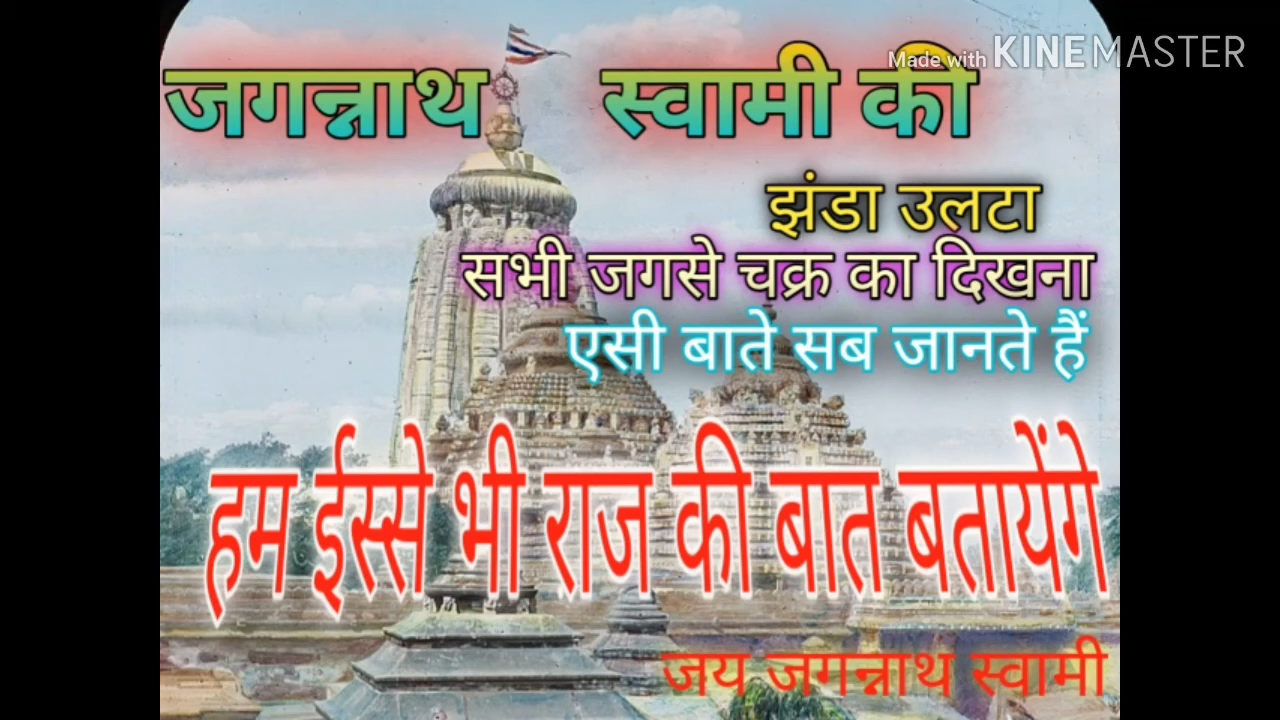 Made with KINEMASTER
जगन्नाथ स्वामी की
झंडा उलटा
सभी जगसे चक्र का दिखना
एसी बाते सब जानते हैं
हम ईस्से भी राज की बात बतायेंगे
जय जगन्नाथ स्वामी